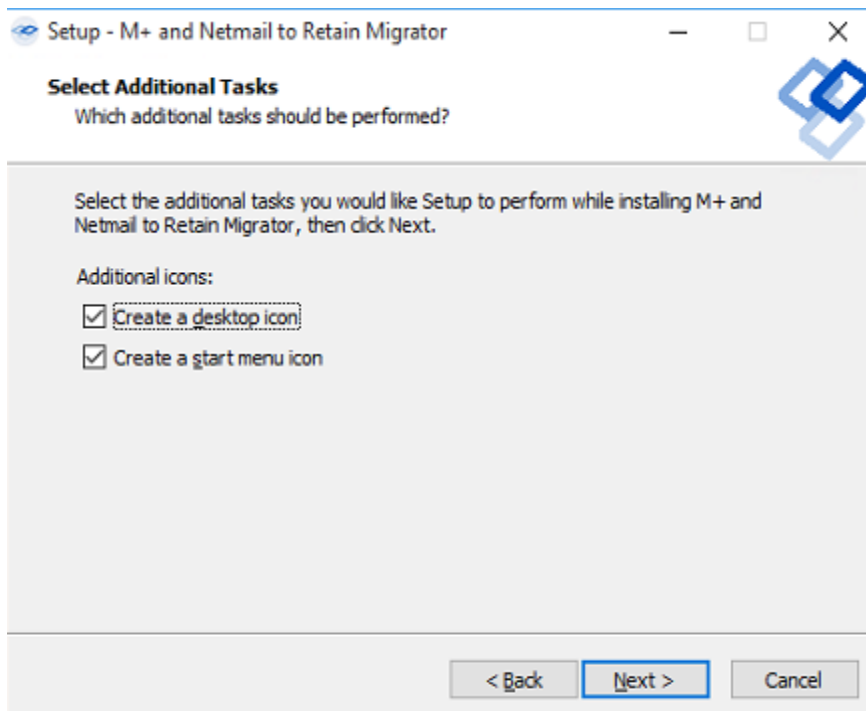 Setup - M+ and Netmail to Retain Migrator
Select Additional Tasks
Which additional tasks should be performed?
Select the additional tasks you would like Setup to perform while installing M+ and
Netmail to Retain Migrator, then click Next.
Additional icons:
Create a desktop icon
Create a start menu icon
< Back
Next >
Cancel